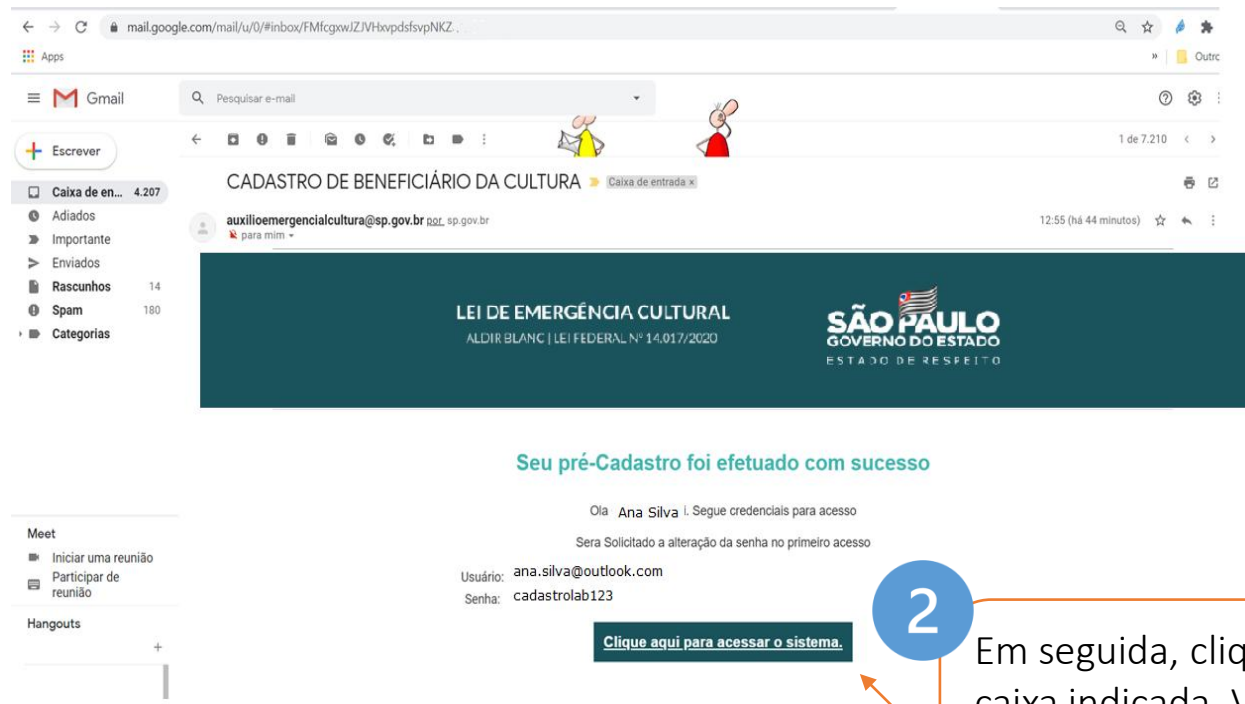 mail.google.com/mail/u/0/#inbox/FMfcgxwJZJVHxvpdsfsvpNKZ
Apps
» Outrc
Gmail
Pesquisar e-mail
Escrever
1 de 7.210
Caixa de en... 4.207
Adiados
Importante
Enviados
Rascunhos 14
Spam 180
Categorias
CADASTRO DE BENEFICIÁRIO DA CULTURA Caixa de entrada ×
auxilioemergencialcultura@sp.gov.br por sp.gov.br 12:55 (há 44 minutos)
para mim
LEI DE EMERGÊNCIA CULTURAL
ALDIR BLANC | LEI FEDERAL Nº 14.017/2020
SÃO PAULO
GOVERNO DO ESTADO
ESTADO DE RESPEITO
Seu pré-Cadastro foi efetuado com sucesso
Ola Ana Silva i. Segue credenciais para acesso
Sera Solicitado a alteração da senha no primeiro acesso
Usuário: ana.silva@outlook.com
Senha: cadastrolab123
Clique aqui para acessar o sistema.
Meet
Iniciar uma reunião
Participar de
reunião
Hangouts
+
2
Em seguida, cliq
caixa indicada.